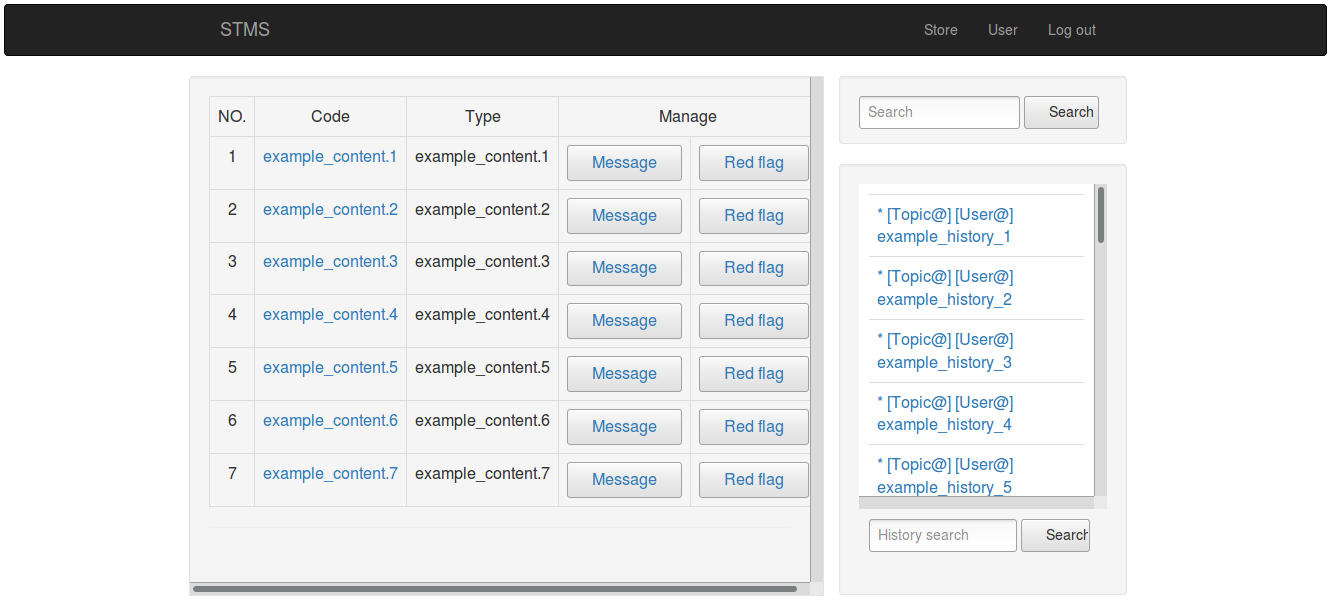 STMS Store User Log out
NO. Code Type Manage
1 example_content.1 example_content.1 Message Red flag
2 example_content.2 example_content.2 Message Red flag
3 example_content.3 example_content.3 Message Red flag
4 example_content.4 example_content.4 Message Red flag
5 example_content.5 example_content.5 Message Red flag
6 example_content.6 example_content.6 Message Red flag
7 example_content.7 example_content.7 Message Red flag
Search Search
* [Topic@] [User@]
example_history_1
* [Topic@] [User@]
example_history_2
* [Topic@] [User@]
example_history_3
* [Topic@] [User@]
example_history_4
* [Topic@] [User@]
example_history_5
History search Search